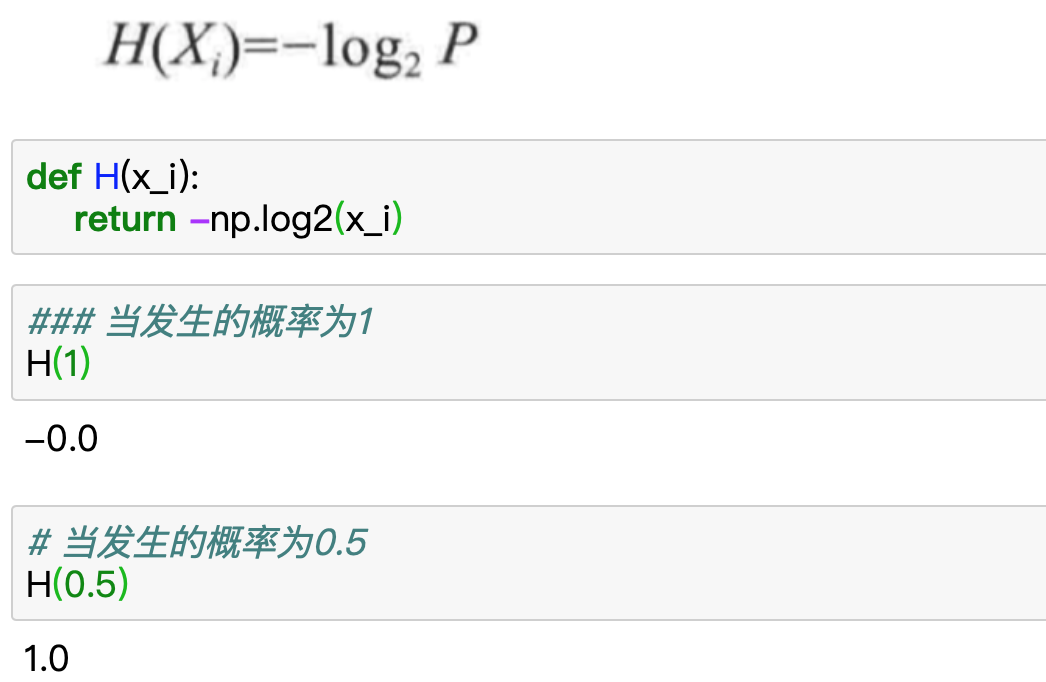 H(X_i)=−log₂ P
def H(x_i):
return −np.log2(x_i)
### 当发生的概率为1
H(1)
−0.0
# 当发生的概率为0.5
H(0.5)
1.0